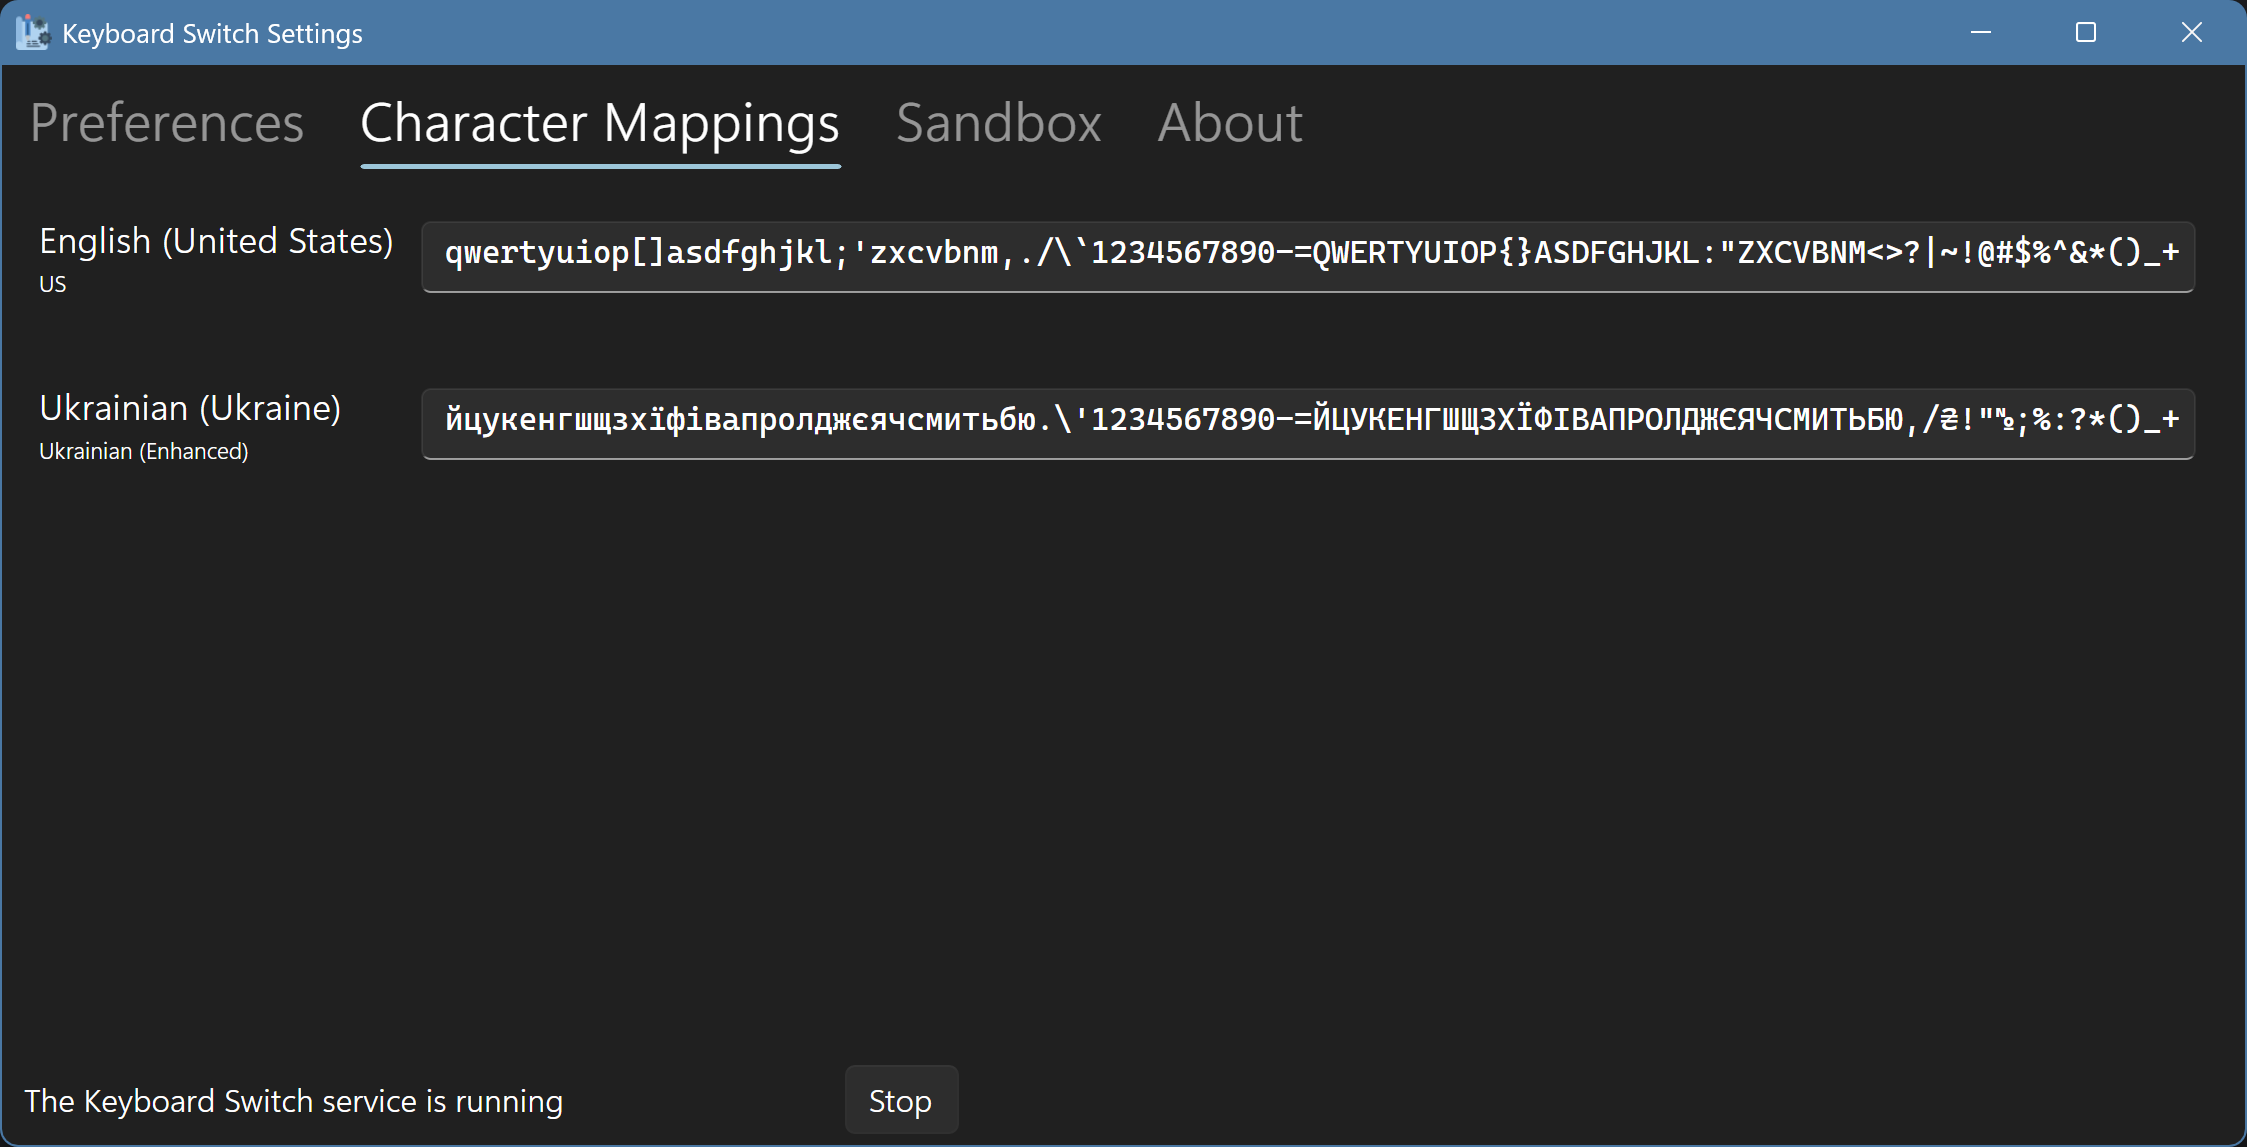 Keyboard Switch Settings
Preferences Character Mappings Sandbox About
English (United States)
US
qwertyuiop[]asdfghjkl;'zxcvbnm,./\`1234567890-=QWERTYUIOP{}ASDFGHJKL:"ZXCVBNM<>?|~!@#$%^&*()_+
Ukrainian (Ukraine)
Ukrainian (Enhanced)
йцукенгшщзхїфівапролджєячсмитьбю.\'1234567890-=ЙЦУКЕНГШЩЗХЇФІВАПРОЛДЖЄЯЧСМИТЬБЮ,/₴!"№;%:?*()_+
The Keyboard Switch service is running
Stop